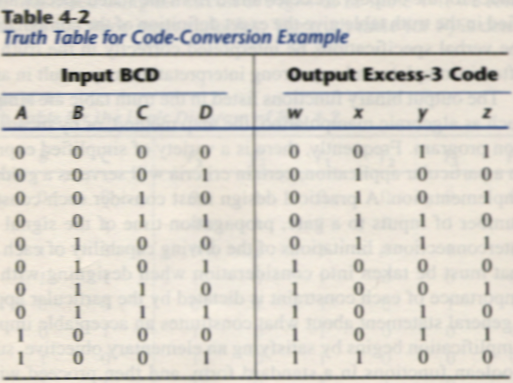 Table 4-2
Truth Table for Code-Conversion Example
Input BCD Output Excess-3 Code
A B C D w x y z
0 0 0 0 0 0 1 1
0 0 0 1 0 1 0 0
0 0 1 0 0 1 0 1
0 0 1 1 0 1 1 0
0 1 0 0 0 1 1 1
0 1 0 1 1 0 0 0
0 1 1 0 1 0 0 1
0 1 1 1 1 0 1 0
1 0 0 0 1 0 1 1
1 0 0 1 1 1 0 0